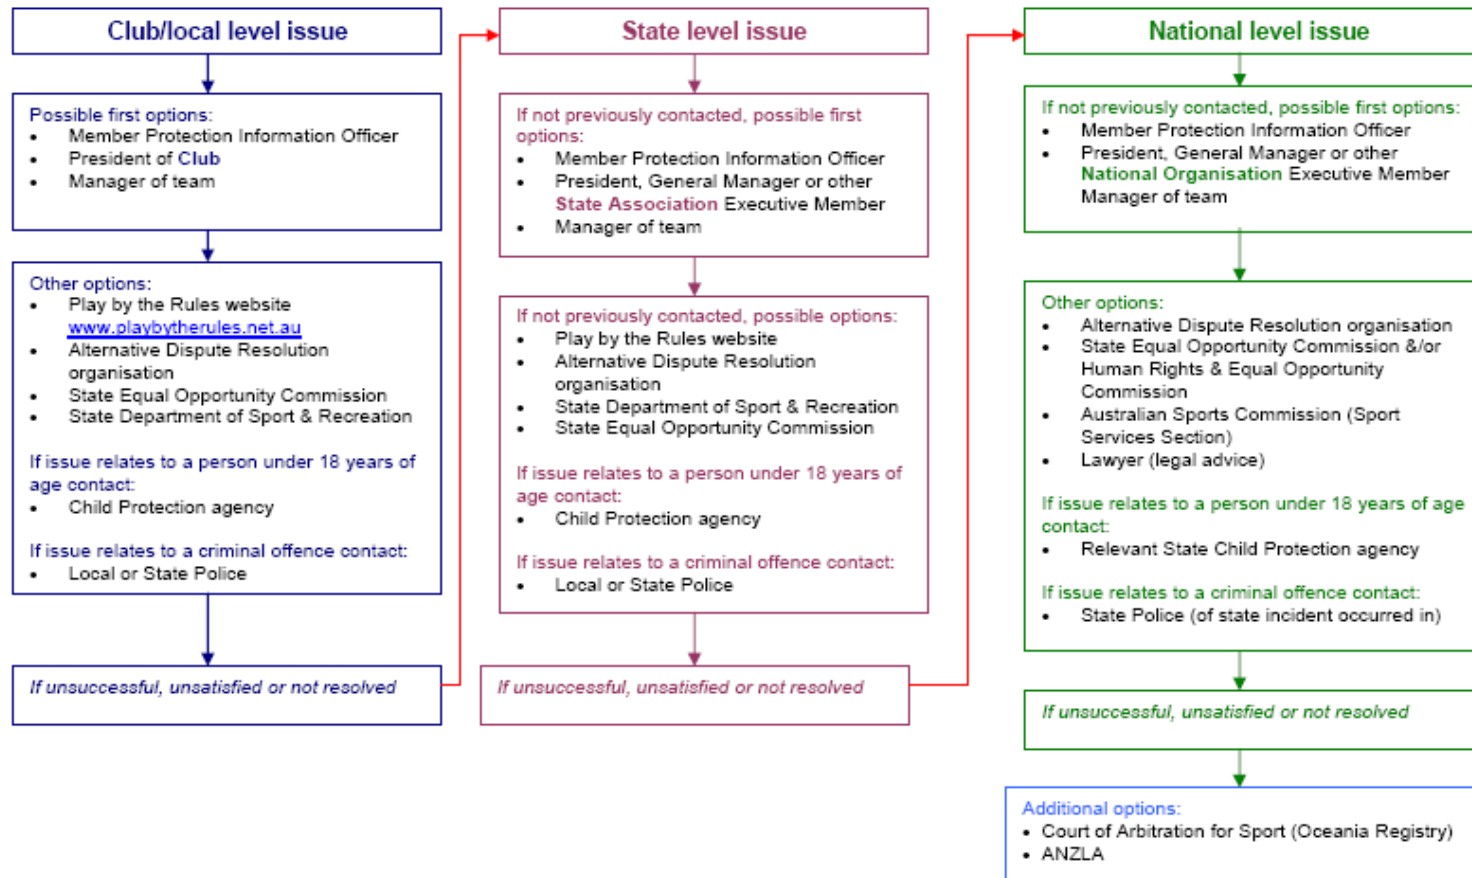 Club/local level issue
Possible first options:
• Member Protection Information Officer
• President of Club
• Manager of team
Other options:
• Play by the Rules website
www.playbytherules.net.au
• Alternative Dispute Resolution
organisation
• State Equal Opportunity Commission
• State Department of Sport & Recreation
If issue relates to a person under 18 years of
age contact:
• Child Protection agency
If issue relates to a criminal offence contact:
• Local or State Police
If unsuccessful, unsatisfied or not resolved
State level issue
If not previously contacted, possible first
options:
• Member Protection Information Officer
• President, General Manager or other
State Association Executive Member
• Manager of team
If not previously contacted, possible options:
• Play by the Rules website
• Alternative Dispute Resolution
organisation
• State Department of Sport & Recreation
• State Equal Opportunity Commission
If issue relates to a person under 18 years of
age contact:
• Child Protection agency
If issue relates to a criminal offence contact:
• Local or State Police
If unsuccessful, unsatisfied or not resolved
National level issue
If not previously contacted, possible first options:
• Member Protection Information Officer
• President, General Manager or other
National Organisation Executive Member
Manager of team
Other options:
• Alternative Dispute Resolution organisation
• State Equal Opportunity Commission &/or
Human Rights & Equal Opportunity
Commission
• Australian Sports Commission (Sport
Services Section)
• Lawyer (legal advice)
If issue relates to a person under 18 years of age
contact:
• Relevant State Child Protection agency
If issue relates to a criminal offence contact:
• State Police (of state incident occurred in)
If unsuccessful, unsatisfied or not resolved
Additional options:
• Court of Arbitration for Sport (Oceania Registry)
• ANZLA